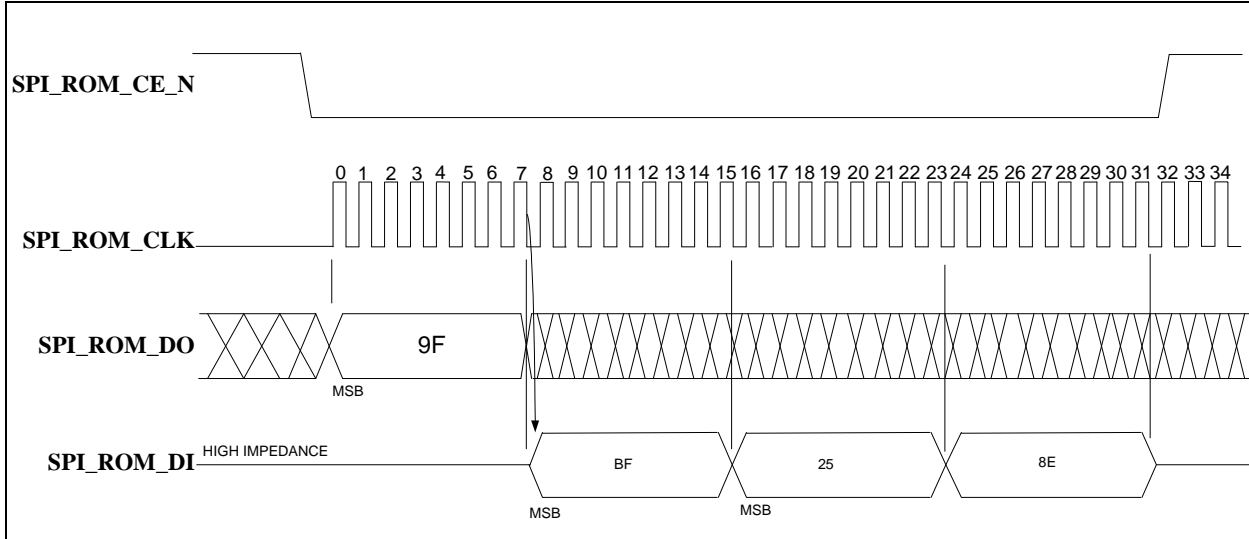 SPI_ROM_CE_N
0 1 2 3 4 5 6 7 8 9 10 11 12 13 14 15 16 17 18 19 20 21 22 23 24 25 26 27 28 29 30 31 32 33 34
SPI_ROM_CLK
SPI_ROM_DO
9F
MSB
SPI_ROM_DI
HIGH IMPEDANCE
BF
25
8E
MSB
MSB